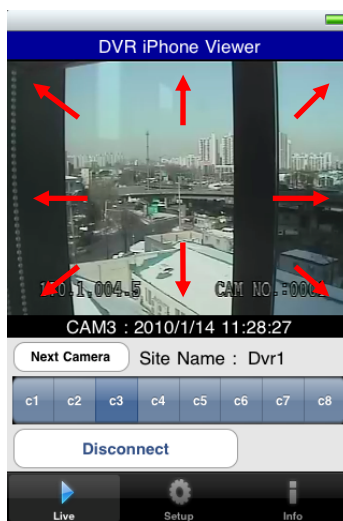 DVR iPhone Viewer
CAM NO.
CAM3 : 2010/1/14 11:28:27
Next Camera Site Name : Dvr1
c1 c2 c3 c4 c5 c6 c7 c8
Disconnect
Live Setup Info